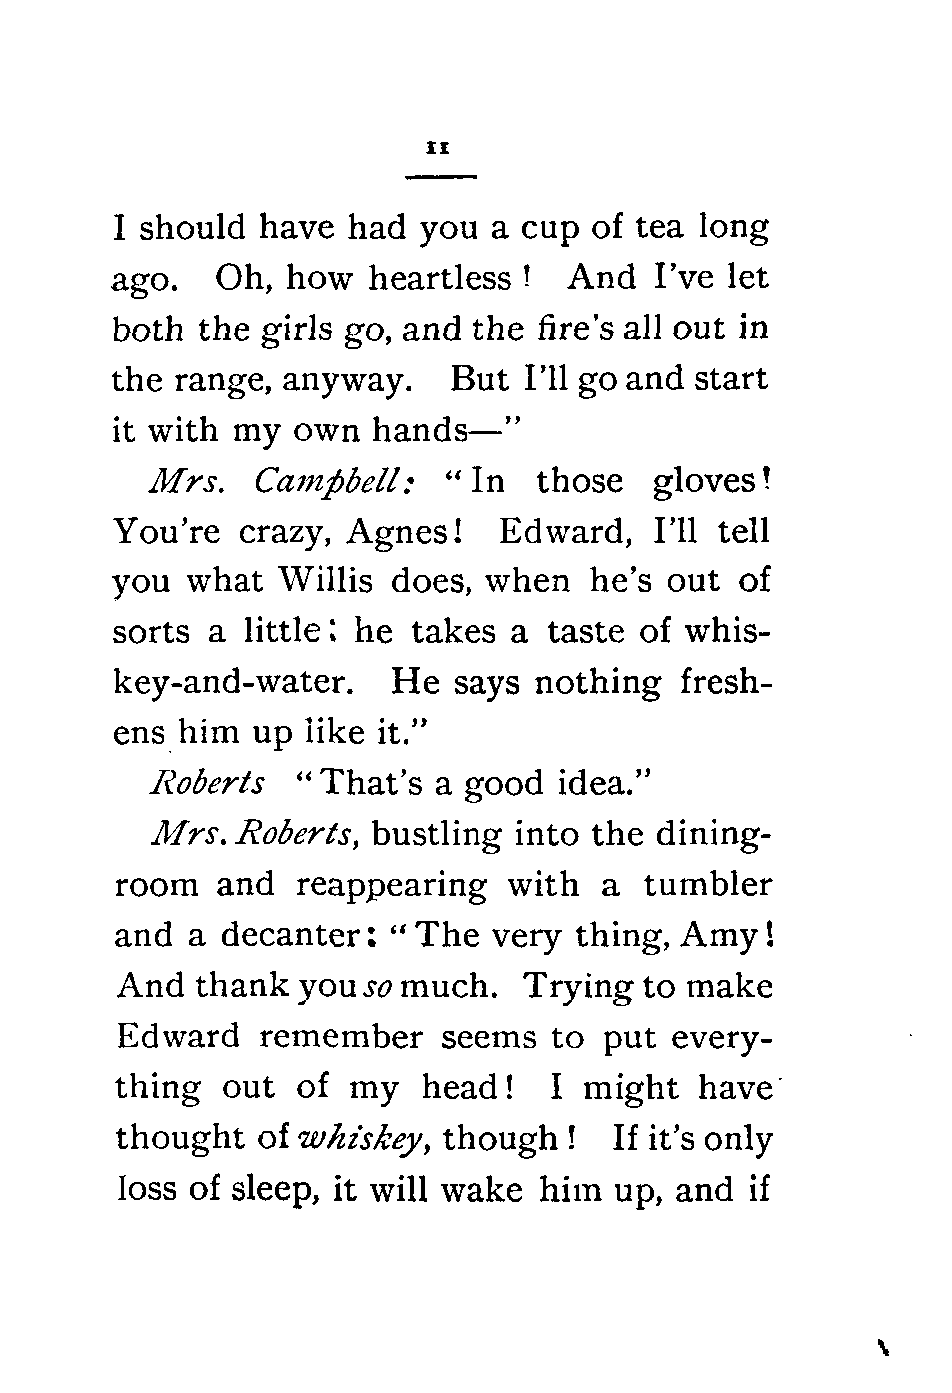 11
I should have had you a cup of tea long
ago. Oh, how heartless! And I've let
both the girls go, and the fire's all out in
the range, anyway. But I'll go and start
it with my own hands—"
Mrs. Campbell: "In those gloves!
You're crazy, Agnes! Edward, I'll tell
you what Willis does, when he's out of
sorts a little: he takes a taste of whis-
key-and-water. He says nothing fresh-
ens him up like it."
Roberts "That's a good idea."
Mrs. Roberts, bustling into the dining-
room and reappearing with a tumbler
and a decanter: "The very thing, Amy!
And thank you so much. Trying to make
Edward remember seems to put every-
thing out of my head! I might have
thought of whiskey, though! If it's only
loss of sleep, it will wake him up, and if